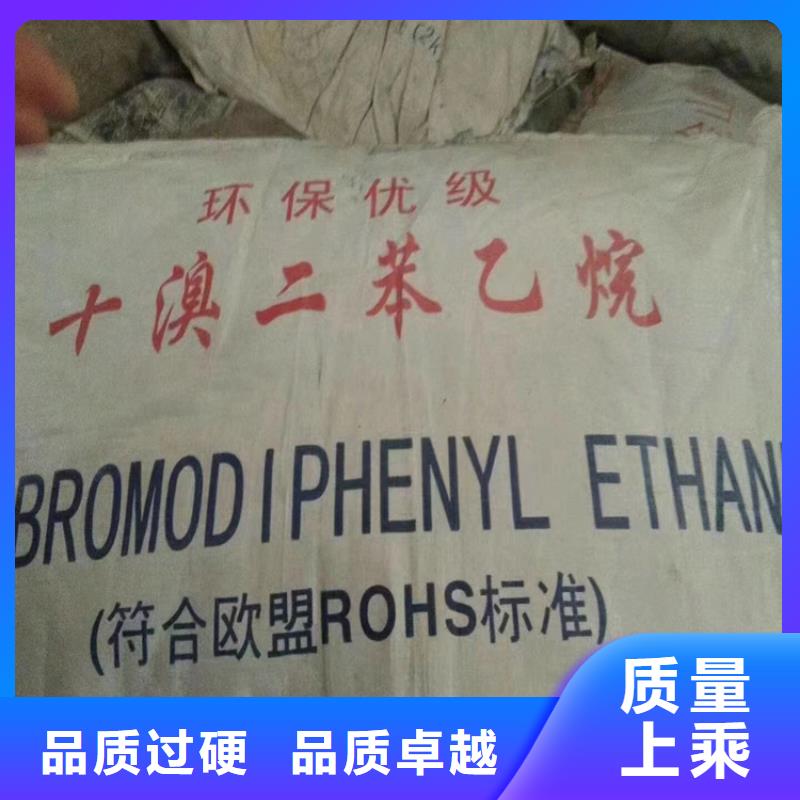 环保优级
十溴二苯乙烷
BROMODIPHENYL ETHAN
(符合欧盟ROHS标准)
品质过硬 品质卓越
质量
上乘